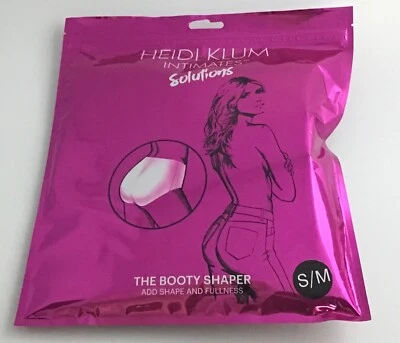 HEIDI KLUM
INTIMATES
Solutions
THE BOOTY SHAPER
ADD SHAPE AND FULLNESS
S/M